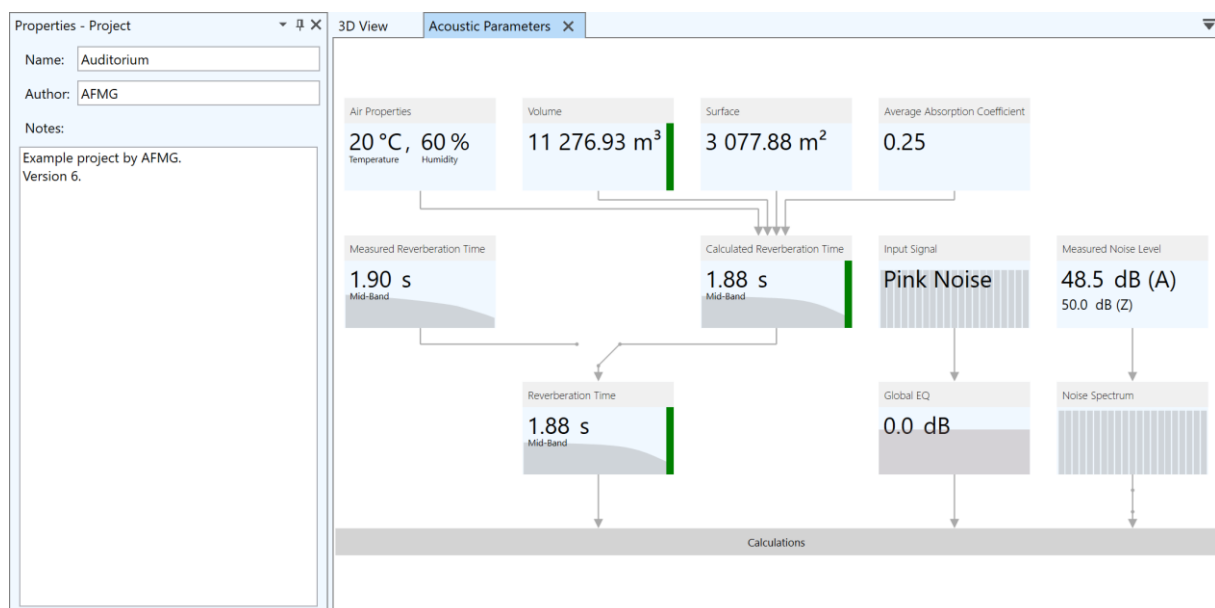 Properties - Project
Name: Auditorium
Author: AFMG
Notes:
Example project by AFMG.
Version 6.
3D View
Acoustic Parameters
Air Properties
20 °C, 60 %
Temperature Humidity
Volume
11 276.93 m³
Surface
3 077.88 m²
Average Absorption Coefficient
0.25
Measured Reverberation Time
1.90 s
Mid-Band
Calculated Reverberation Time
1.88 s
Mid-Band
Input Signal
Pink Noise
Measured Noise Level
48.5 dB (A)
50.0 dB (Z)
Reverberation Time
1.88 s
Mid-Band
Global EQ
0.0 dB
Noise Spectrum
Calculations